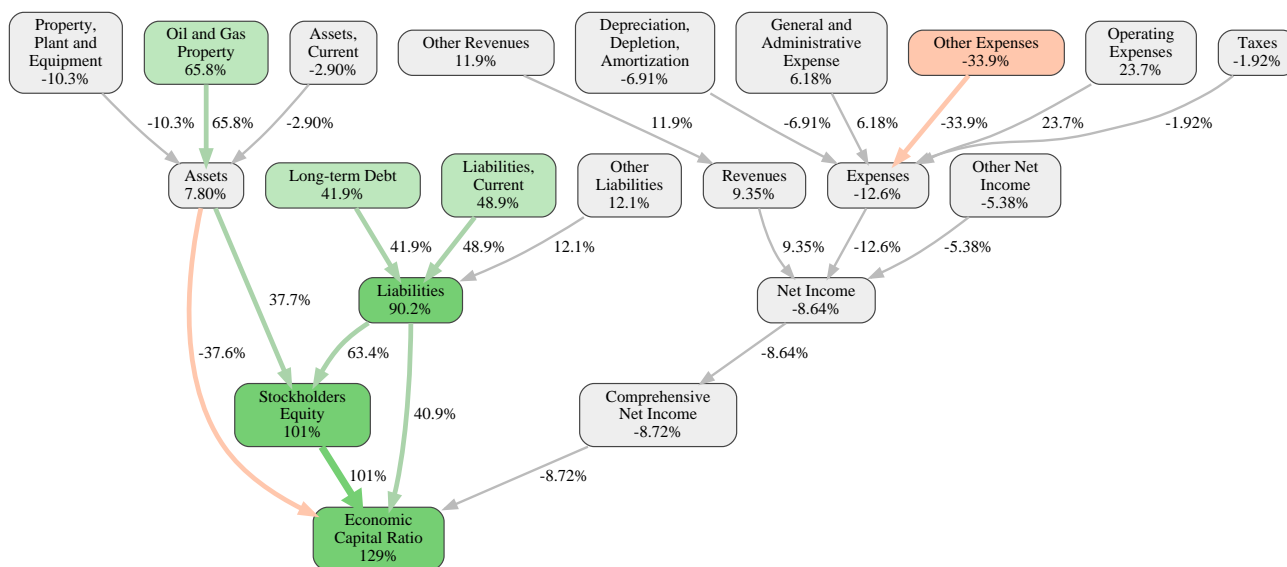 Property,
Plant and
Equipment
-10.3%
Oil and Gas
Property
65.8%
Assets,
Current
-2.90%
Other Revenues
11.9%
Depreciation,
Depletion,
Amortization
-6.91%
General and
Administrative
Expense
6.18%
Other Expenses
-33.9%
Operating
Expenses
23.7%
Taxes
-1.92%
-10.3%
65.8%
-2.90%
11.9%
-6.91%
6.18%
-33.9%
23.7%
-1.92%
Assets
7.80%
Long-term Debt
41.9%
Liabilities,
Current
48.9%
Other
Liabilities
12.1%
Revenues
9.35%
Expenses
-12.6%
Other Net
Income
-5.38%
41.9%
48.9%
12.1%
9.35%
-12.6%
-5.38%
37.7%
Liabilities
90.2%
Net Income
-8.64%
-37.6%
63.4%
-8.64%
Stockholders
Equity
101%
40.9%
Comprehensive
Net Income
-8.72%
101%
-8.72%
Economic
Capital Ratio
129%